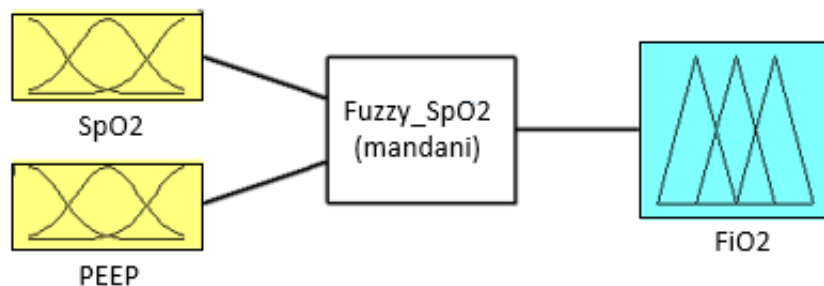 SpO2
Fuzzy_SpO2
(mandani)
PEEP
FiO2